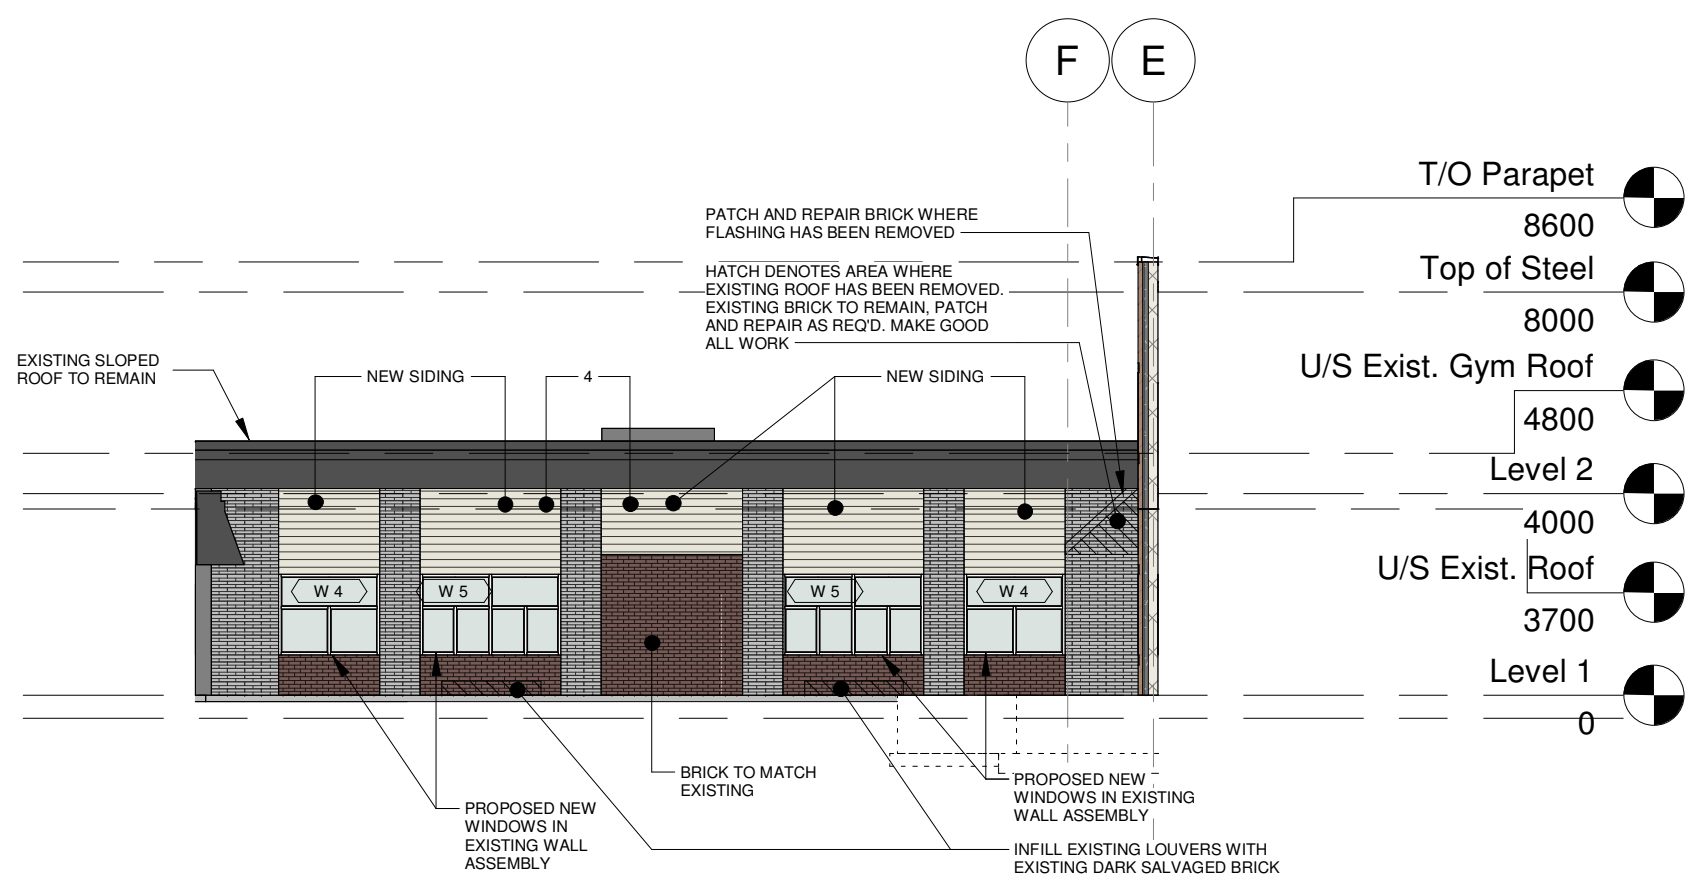 F E
T/O Parapet
8600
PATCH AND REPAIR BRICK WHERE
FLASHING HAS BEEN REMOVED
Top of Steel
8000
HATCH DENOTES AREA WHERE
EXISTING ROOF HAS BEEN REMOVED.
EXISTING BRICK TO REMAIN, PATCH
AND REPAIR AS REQ'D. MAKE GOOD
ALL WORK
U/S Exist. Gym Roof
4800
EXISTING SLOPED
ROOF TO REMAIN
NEW SIDING 4 NEW SIDING
Level 2
4000
U/S Exist. Roof
3700
W 4 W 5 W 5 W 4
Level 1
0
BRICK TO MATCH
EXISTING
PROPOSED NEW
WINDOWS IN
EXISTING WALL
ASSEMBLY
PROPOSED NEW
WINDOWS IN EXISTING
WALL ASSEMBLY
INFILL EXISTING LOUVERS WITH
EXISTING DARK SALVAGED BRICK